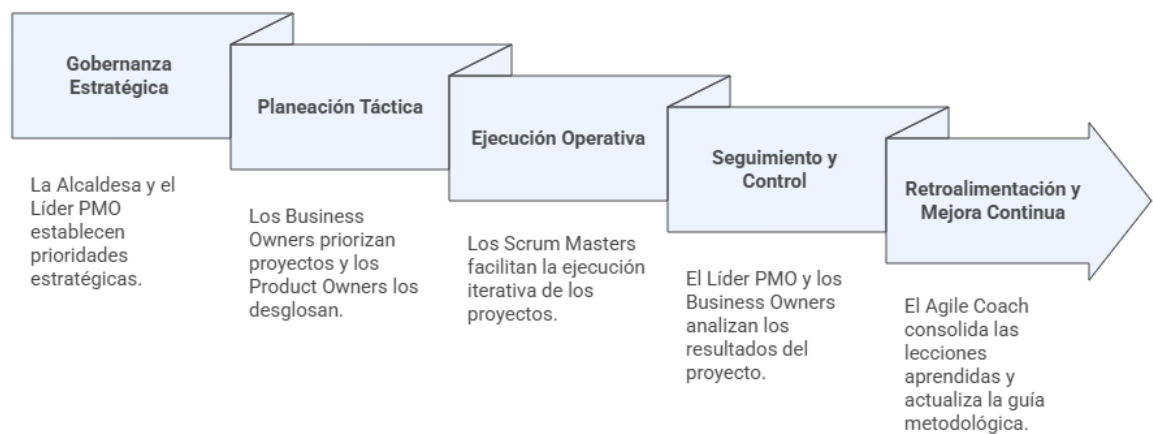 Gobernanza
Estratégica
La Alcaldesa y el
Líder PMO
establecen
prioridades
estratégicas.
Planeación Táctica
Los Business
Owners priorizan
proyectos y los
Product Owners los
desglosan.
Ejecución Operativa
Los Scrum Masters
facilitan la ejecución
iterativa de los
proyectos.
Seguimiento y
Control
El Líder PMO y los
Business Owners
analizan los
resultados del
proyecto.
Retroalimentación y
Mejora Continua
El Agile Coach
consolida las
lecciones
aprendidas y
actualiza la guía
metodológica.